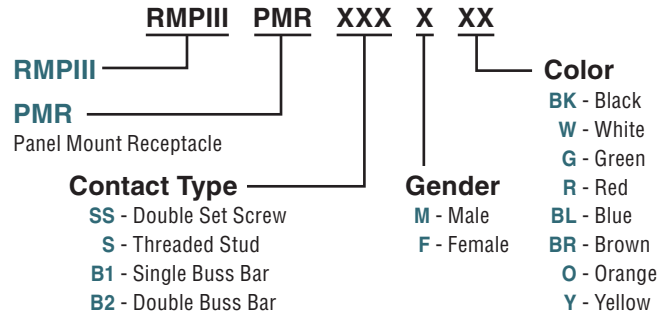 RMPIII PMR XXX X XX
RMPIII
PMR
Panel Mount Receptacle
Contact Type
SS - Double Set Screw
S - Threaded Stud
B1 - Single Buss Bar
B2 - Double Buss Bar
Gender
M - Male
F - Female
Color
BK - Black
W - White
G - Green
R - Red
BL - Blue
BR - Brown
O - Orange
Y - Yellow